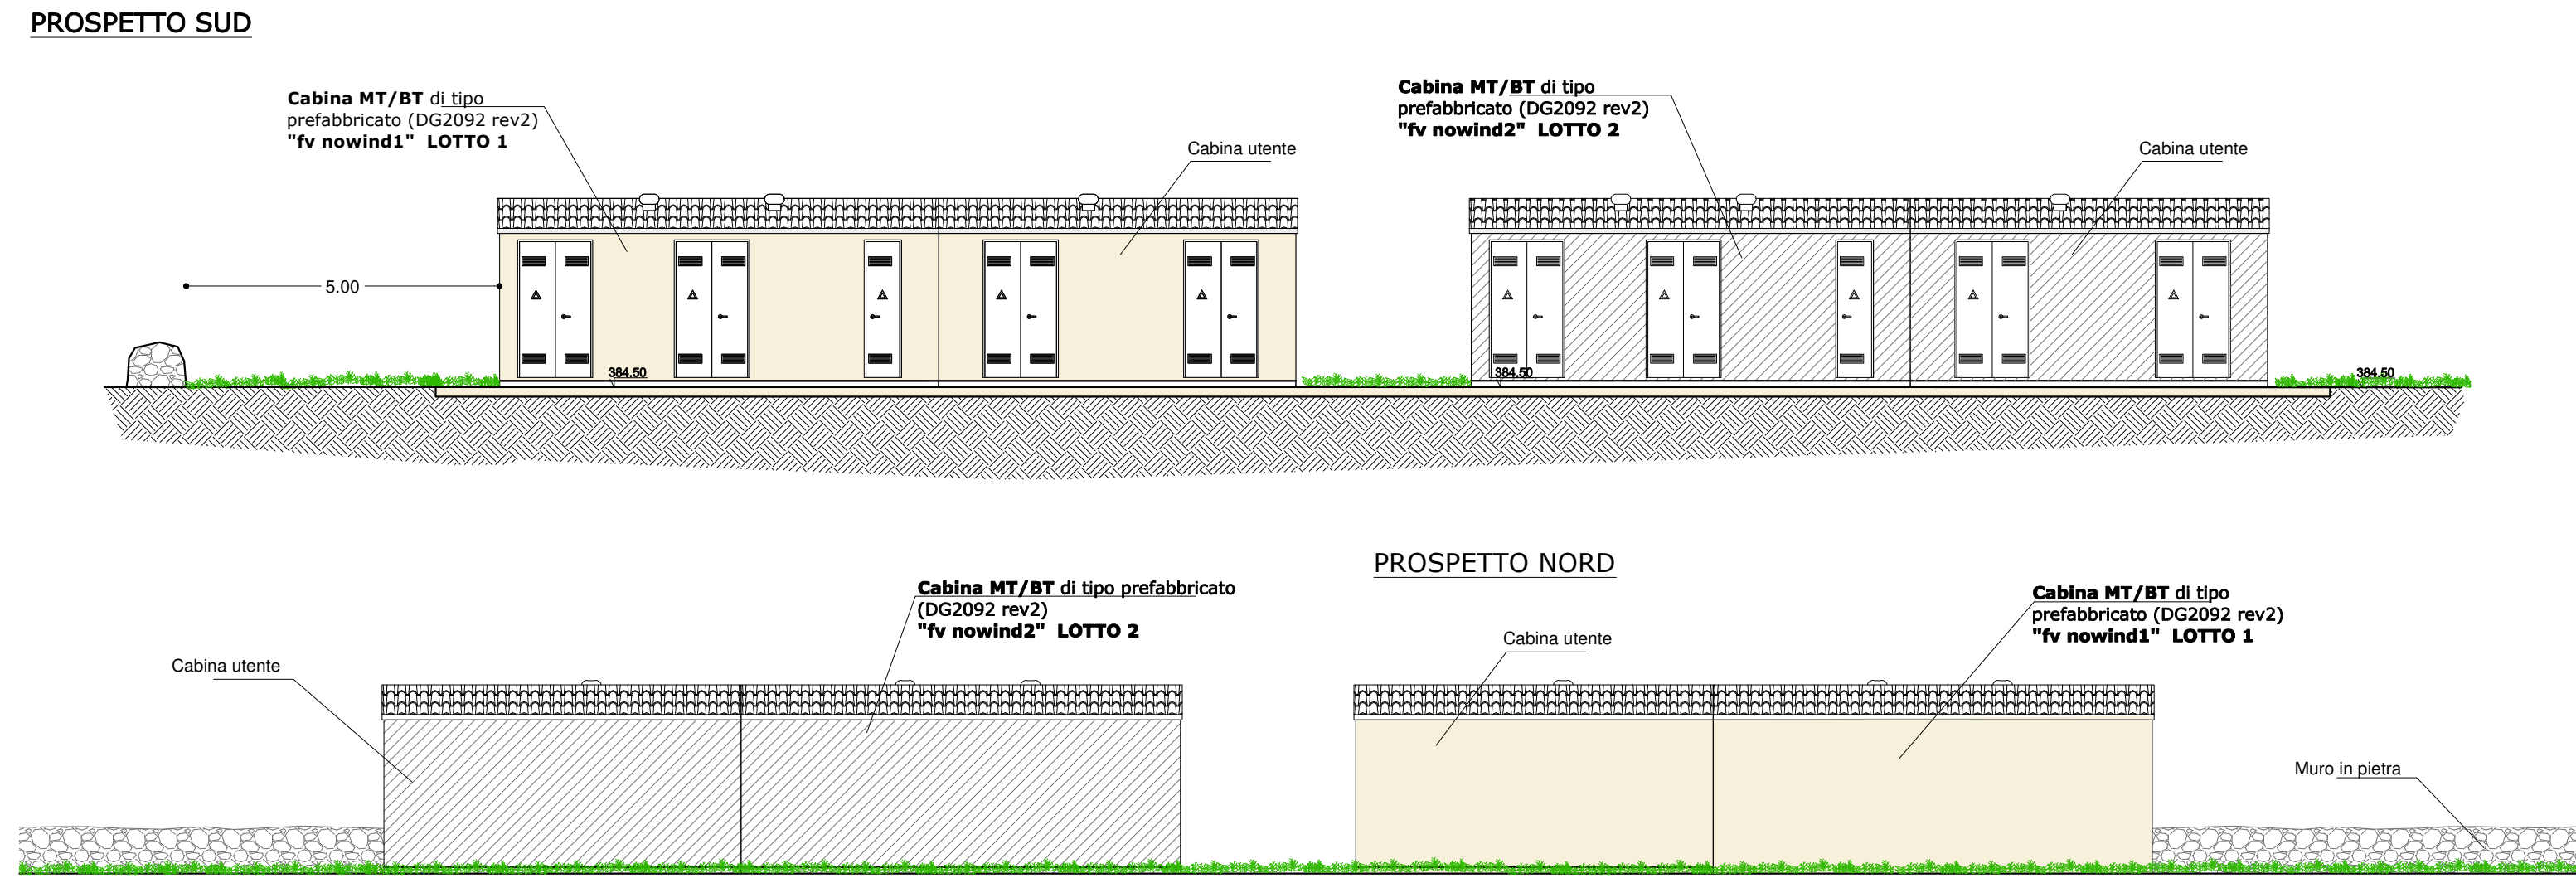 PROSPETTO SUD
Cabina MT/BT di tipo
prefabbricato (DG2092 rev2)
"fv nowind1" LOTTO 1
Cabina utente
Cabina MT/BT di tipo
prefabbricato (DG2092 rev2)
"fv nowind2" LOTTO 2
Cabina utente
5.00
384.50
384.50
384.50
PROSPETTO NORD
Cabina utente
Cabina MT/BT di tipo prefabbricato
(DG2092 rev2)
"fv nowind2" LOTTO 2
Cabina utente
Cabina MT/BT di tipo
prefabbricato (DG2092 rev2)
"fv nowind1" LOTTO 1
Muro in pietra